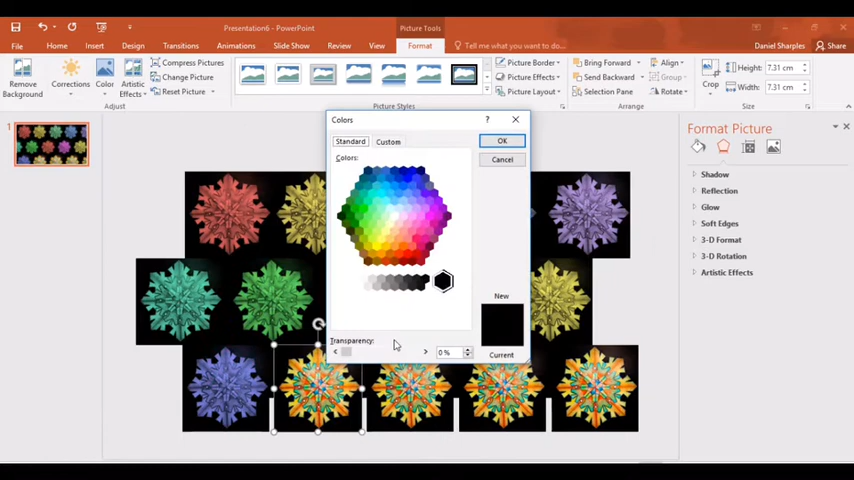 Presentation6 - PowerPoint
Picture Tools
File Home Insert Design Transitions Animations Slide Show Review View Format Tell me what you want to do... Daniel Sharples Share
Remove Background
Corrections
Color
Artistic Effects
Compress Pictures
Change Picture
Reset Picture
Adjust
Picture Styles
Picture Border
Picture Effects
Picture Layout
Bring Forward
Send Backward
Selection Pane
Align
Group
Rotate
Arrange
Crop
Height: 7.31 cm
Width: 7.31 cm
Size
1
Colors
?
Standard Custom
Colors:
OK
Cancel
New
Current
Transparency:
0 %
Format Picture
Shadow
Reflection
Glow
Soft Edges
3-D Format
3-D Rotation
Artistic Effects